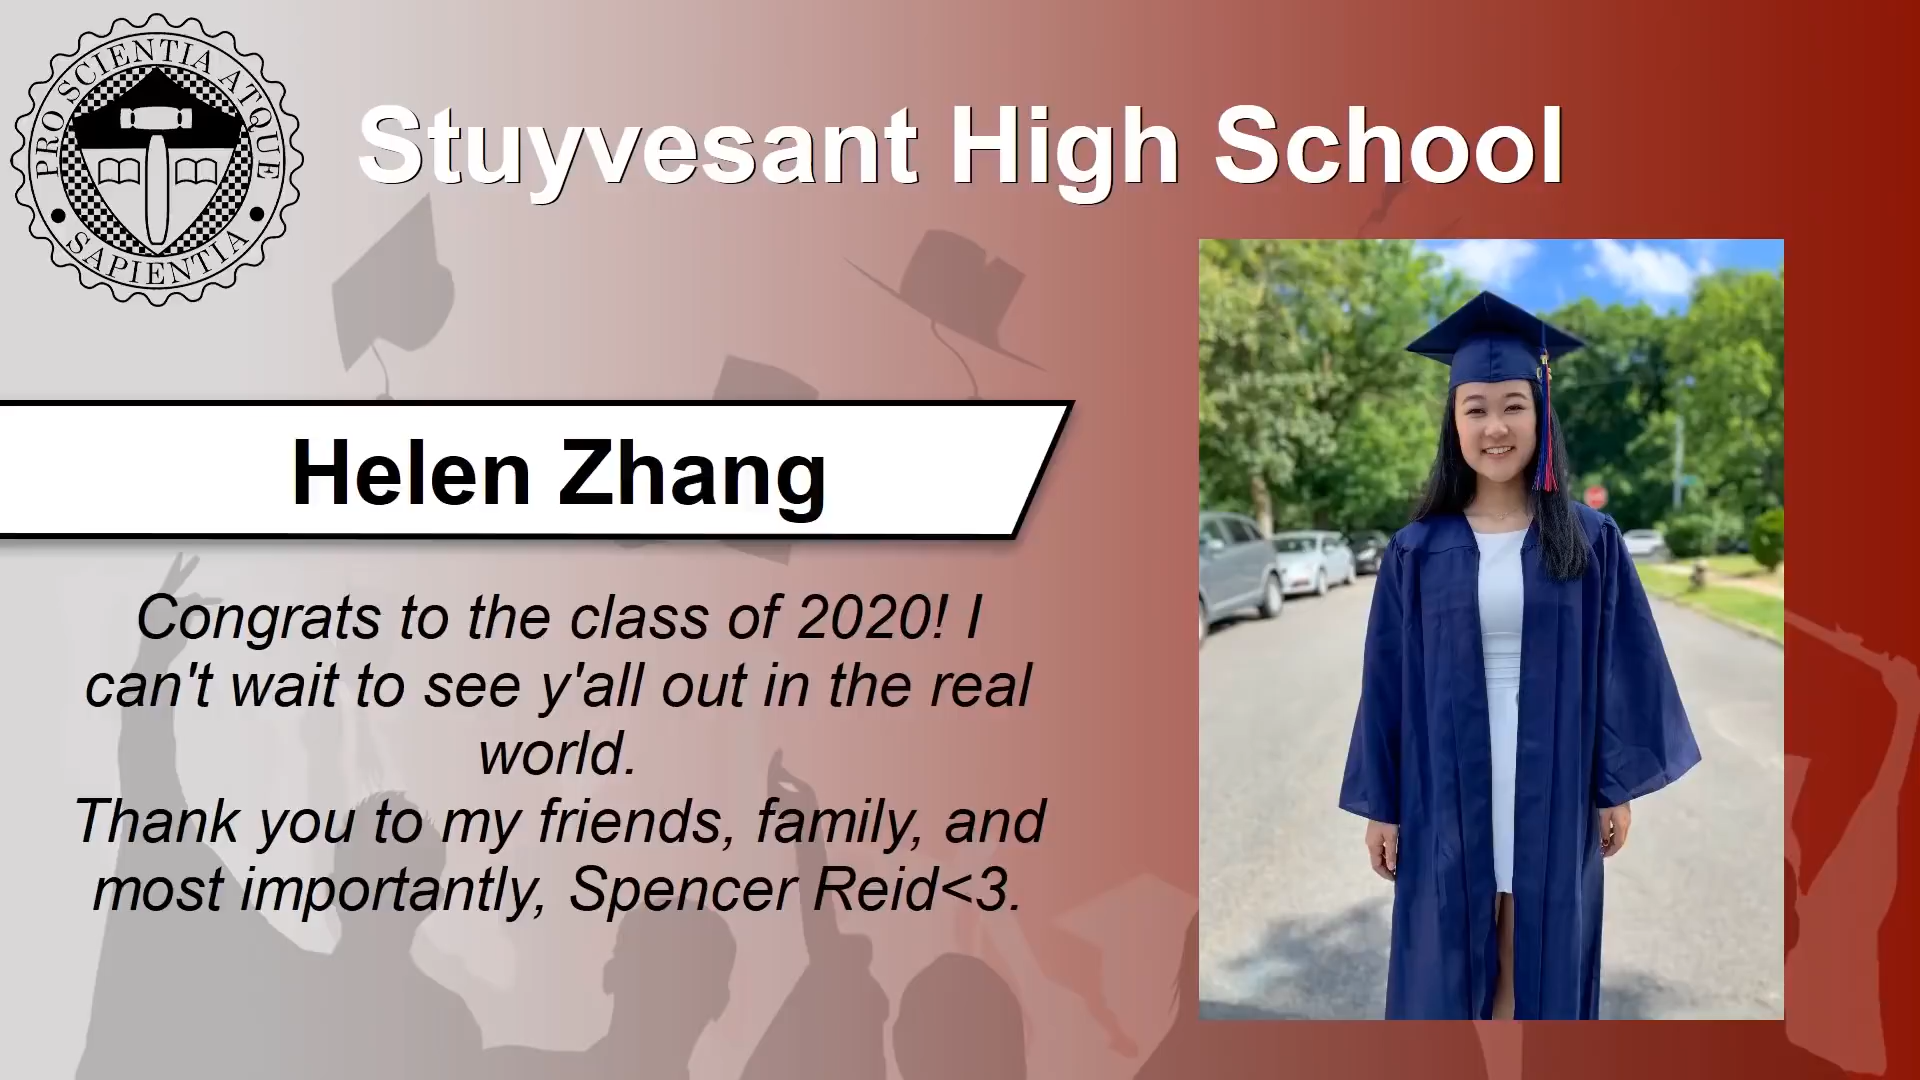 PRO SCIENTIA ATQUE
SAPIENTIA
Stuyvesant High School
Helen Zhang
Congrats to the class of 2020! I
can't wait to see y'all out in the real
world.
Thank you to my friends, family, and
most importantly, Spencer Reid<3.